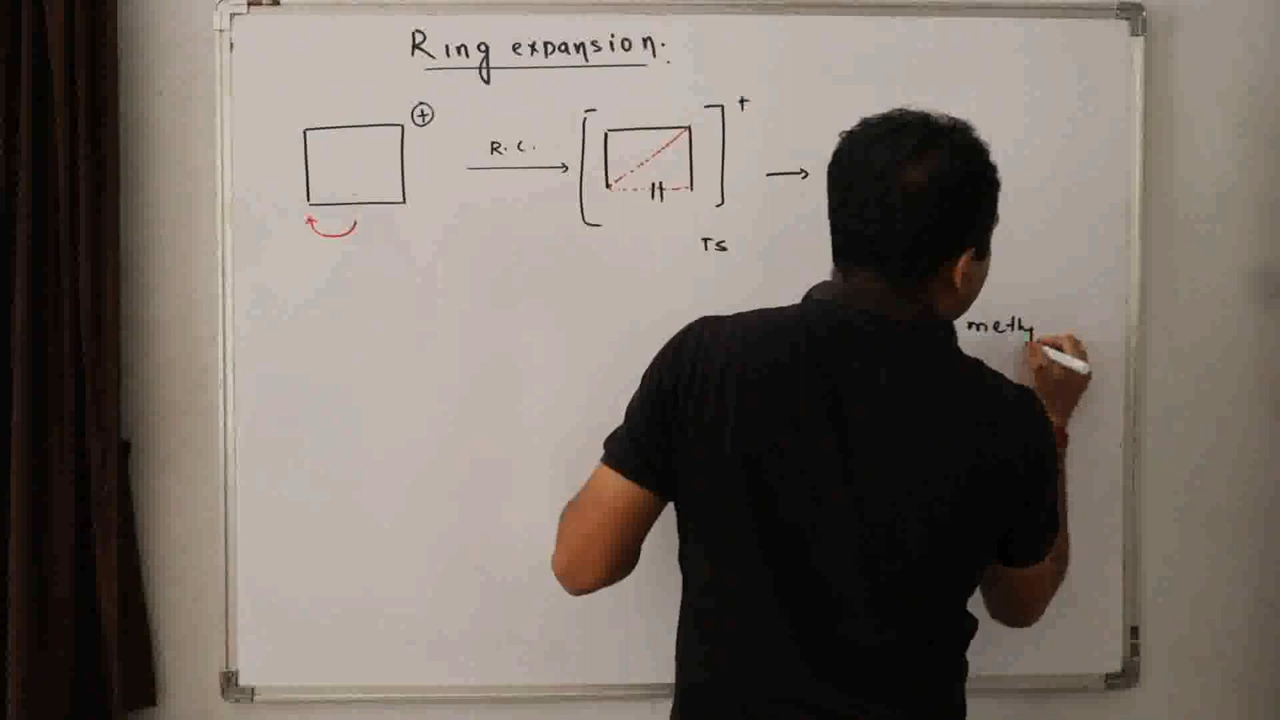 Ring expansion.
⊕
R.C.
+
TS
methy